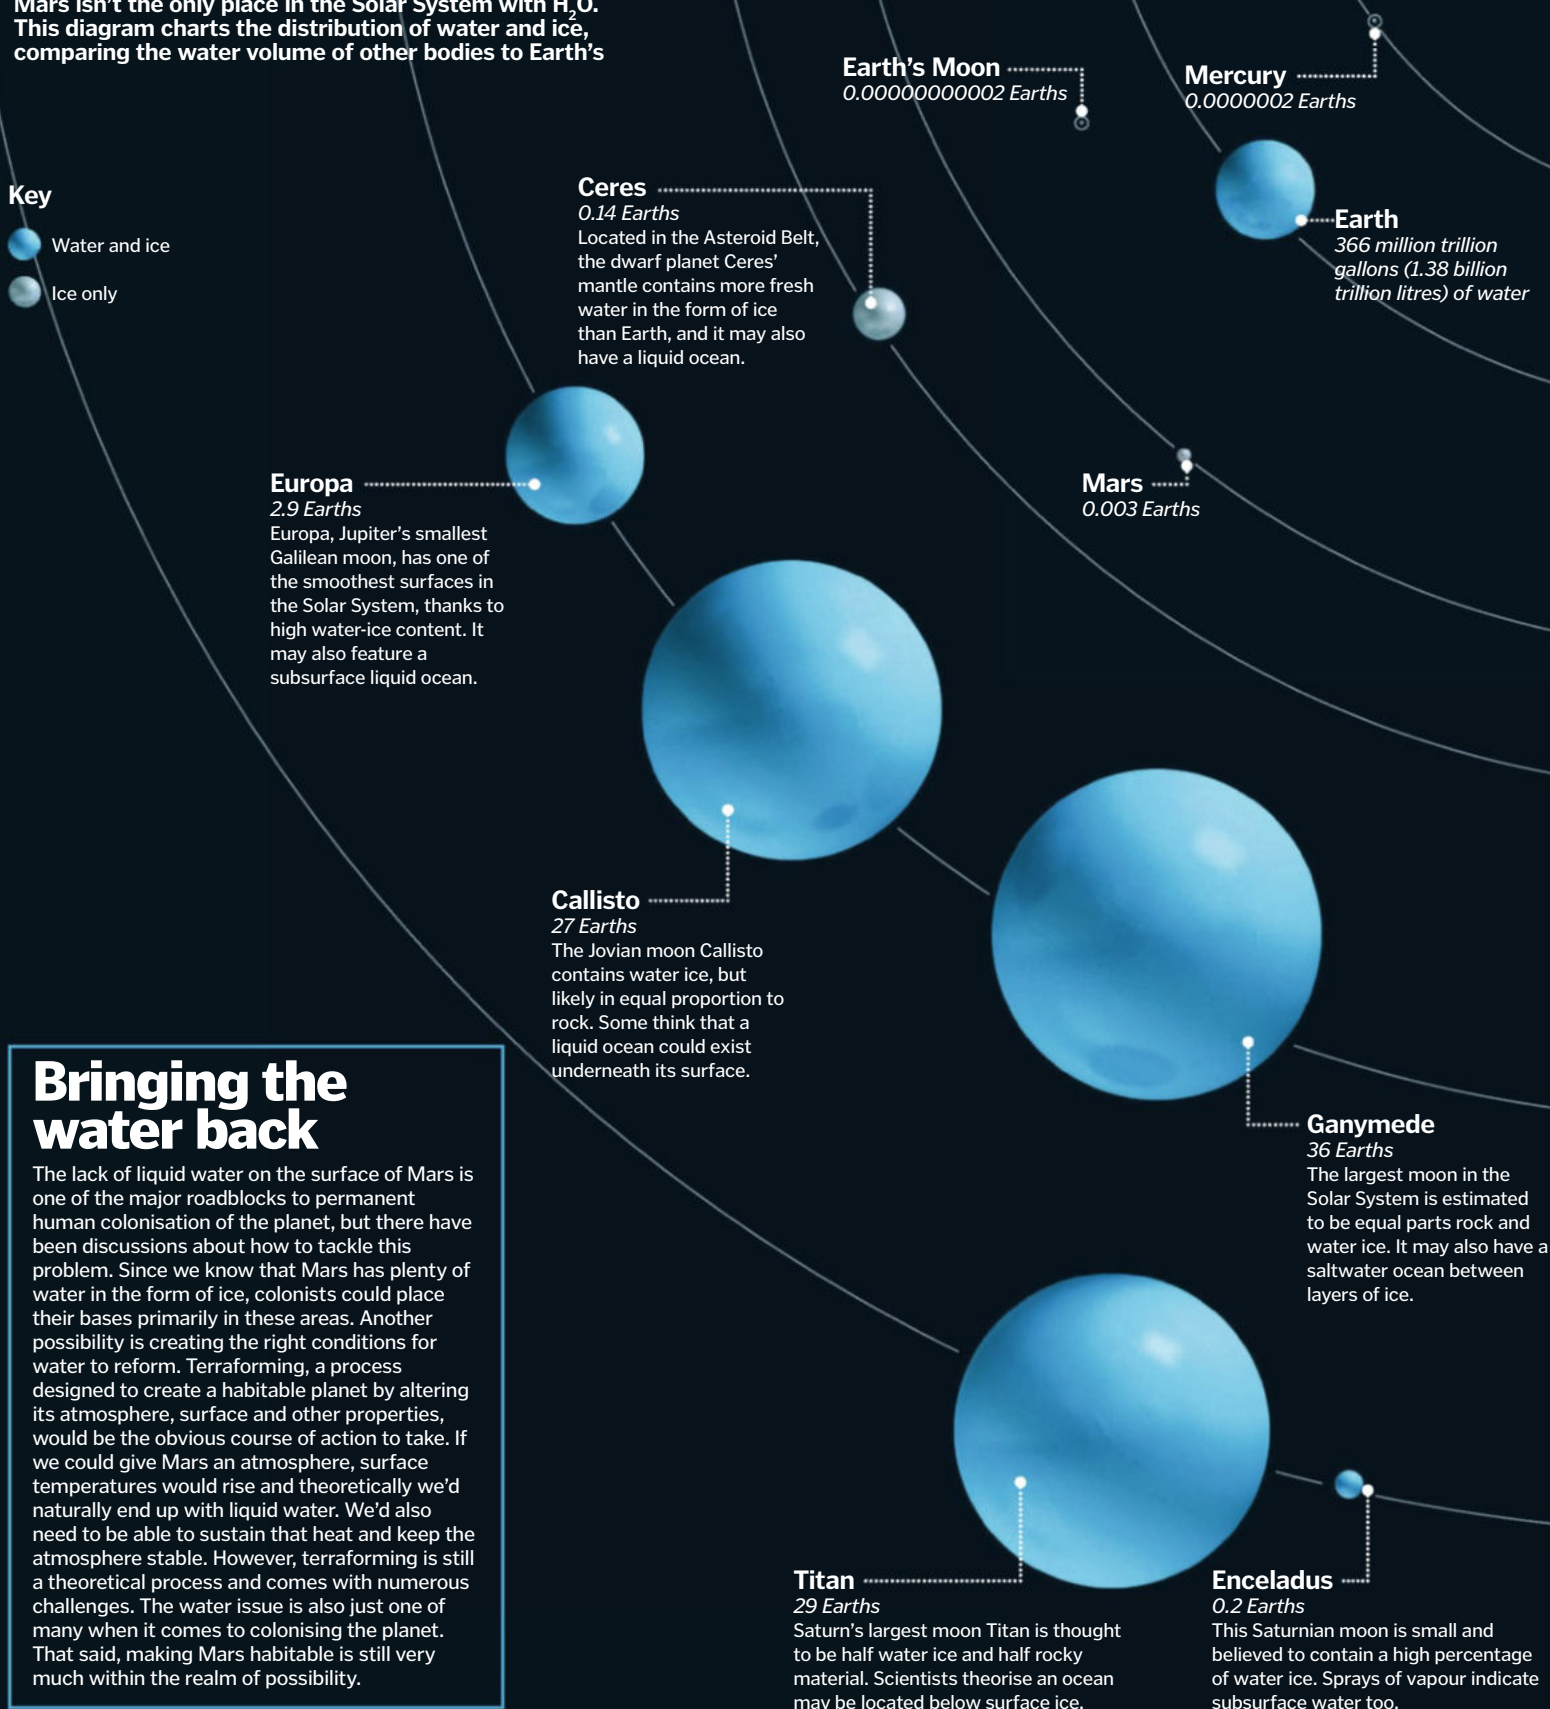 Mars isn't the only place in the Solar System with H₂O.
This diagram charts the distribution of water and ice,
comparing the water volume of other bodies to Earth's
Key
Water and ice
Ice only
Earth's Moon
0.00000000002 Earths
Mercury
0.0000002 Earths
Ceres
0.14 Earths
Located in the Asteroid Belt,
the dwarf planet Ceres'
mantle contains more fresh
water in the form of ice
than Earth, and it may also
have a liquid ocean.
Earth
366 million trillion
gallons (1.38 billion
trillion litres) of water
Europa
2.9 Earths
Europa, Jupiter's smallest
Galilean moon, has one of
the smoothest surfaces in
the Solar System, thanks to
high water-ice content. It
may also feature a
subsurface liquid ocean.
Mars
0.003 Earths
Callisto
27 Earths
The Jovian moon Callisto
contains water ice, but
likely in equal proportion to
rock. Some think that a
liquid ocean could exist
underneath its surface.
Ganymede
36 Earths
The largest moon in the
Solar System is estimated
to be equal parts rock and
water ice. It may also have a
saltwater ocean between
layers of ice.
Bringing the
water back
The lack of liquid water on the surface of Mars is
one of the major roadblocks to permanent
human colonisation of the planet, but there have
been discussions about how to tackle this
problem. Since we know that Mars has plenty of
water in the form of ice, colonists could place
their bases primarily in these areas. Another
possibility is creating the right conditions for
water to reform. Terraforming, a process
designed to create a habitable planet by altering
its atmosphere, surface and other properties,
would be the obvious course of action to take. If
we could give Mars an atmosphere, surface
temperatures would rise and theoretically we'd
naturally end up with liquid water. We'd also
need to be able to sustain that heat and keep the
atmosphere stable. However, terraforming is still
a theoretical process and comes with numerous
challenges. The water issue is also just one of
many when it comes to colonising the planet.
That said, making Mars habitable is still very
much within the realm of possibility.
Titan
29 Earths
Saturn's largest moon Titan is thought
to be half water ice and half rocky
material. Scientists theorise an ocean
may be located below surface ice.
Enceladus
0.2 Earths
This Saturnian moon is small and
believed to contain a high percentage
of water ice. Sprays of vapour indicate
subsurface water too.